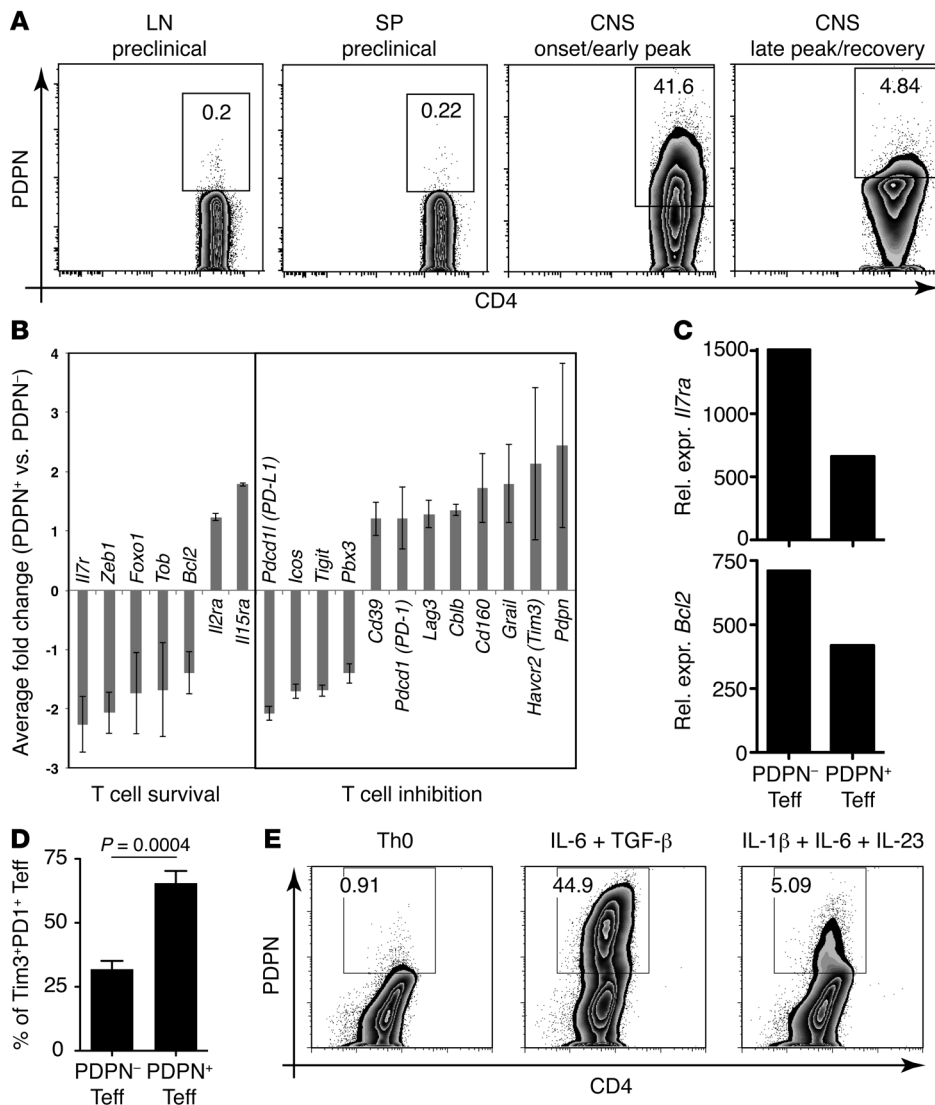 A
LN
preclinical
SP
preclinical
CNS
onset/early peak
CNS
late peak/recovery
0.2
0.22
41.6
4.84
PDPN
CD4
B
Average fold change (PDPN⁺ vs. PDPN⁻)
4
3
2
1
0
-1
-2
-3
Il7r
Zeb1
Foxo1
Tob
Bcl2
Il2ra
Il15ra
Pdcd1l (PD-L1)
Icos
Tigit
Pbx3
Cd39
Pdcd1 (PD-1)
Lag3
Cblb
Cd160
Grail
Havcr2 (Tim3)
Pdpn
T cell survival
T cell inhibition
C
Rel. expr. Il7ra
1500
1000
500
0
Rel. expr. Bcl2
750
500
250
0
PDPN⁻ PDPN⁺
Teff Teff
D
P = 0.0004
% of Tim3⁺PD1⁺ Teff
75
50
25
0
PDPN⁻ PDPN⁺
Teff Teff
E
Th0
IL-6 + TGF-β
IL-1β + IL-6 + IL-23
0.91
44.9
5.09
PDPN
CD4